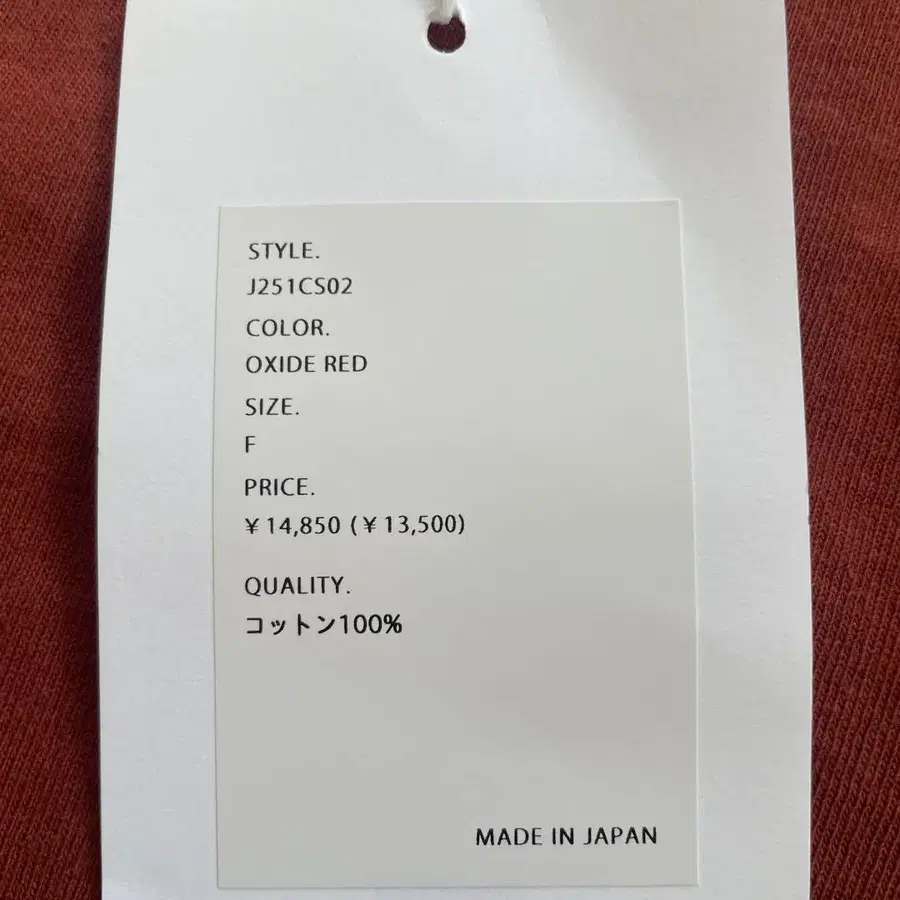 STYLE.
J251CS02
COLOR.
OXIDE RED
SIZE.
F
PRICE.
￥14,850 (￥13,500)
QUALITY.
コットン100%
MADE IN JAPAN